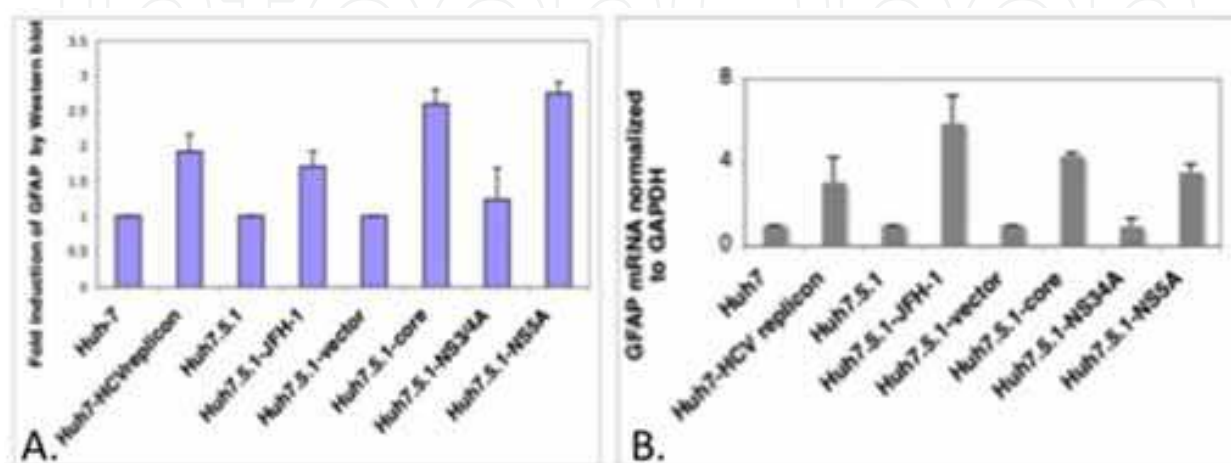 Fold induction of GFAP by Western blot
3.5
3
2.5
2
1.5
1
0.5
0
Huh-7
Huh7-HCVreplicon
Huh7.5.1
Huh7.5.1-JFH-1
Huh7.5.1-vector
Huh7.5.1-core
Huh7.5.1-NS3/4A
Huh7.5.1-NS5A
A.
GFAP mRNA normalized
to GAPDH
8
4
0
Huh7
Huh7-HCV replicon
Huh7.5.1
Huh7.5.1-JFH-1
Huh7.5.1-vector
Huh7.5.1-core
Huh7.5.1-NS34A
Huh7.5.1-NS5A
B.